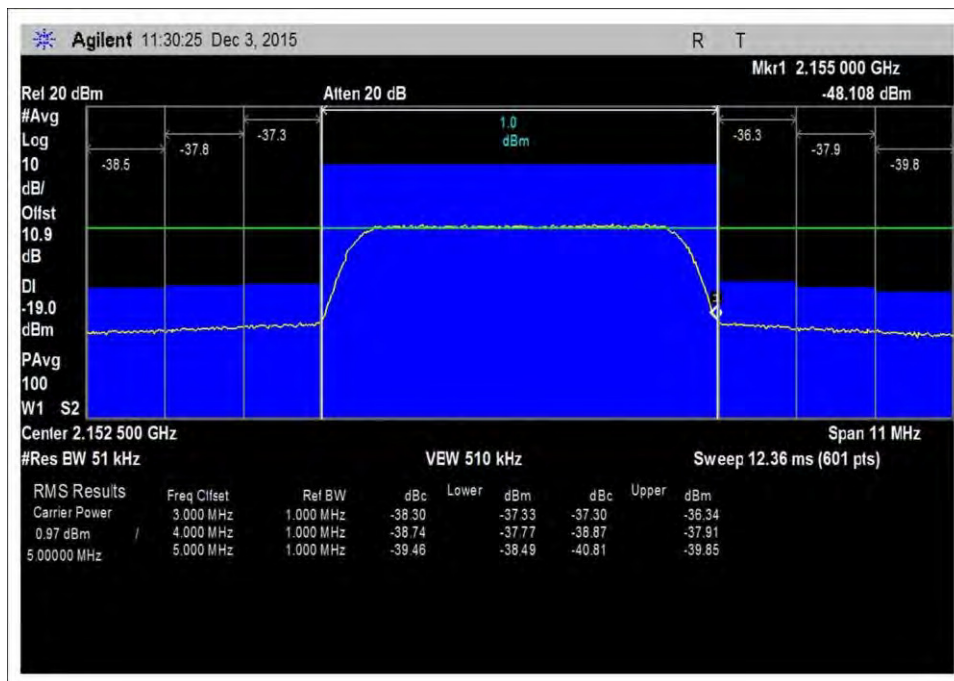 Agilent 11:30:25 Dec 3, 2015 R T
Mkr1 2.155 000 GHz
Ref 20 dBm Atten 20 dB -48.108 dBm
#Avg
Log
10
dB/
Offst
10.9
dB
DI
-19.0
dBm
PAvg
100
W1 S2
1.0
dBm
-38.5 -37.8 -37.3 -36.3 -37.9 -39.8
Center 2.152 500 GHz Span 11 MHz
#Res BW 51 kHz VBW 510 kHz Sweep 12.36 ms (601 pts)
RMS Results Freq Offset Ref BW dBc Lower dBm dBc Upper dBm
Carrier Power 3.000 MHz 1.000 MHz -38.30 -37.33 -37.30 -36.34
0.97 dBm / 4.000 MHz 1.000 MHz -38.74 -37.77 -38.87 -37.91
5.00000 MHz 5.000 MHz 1.000 MHz -39.46 -38.49 -40.81 -39.85